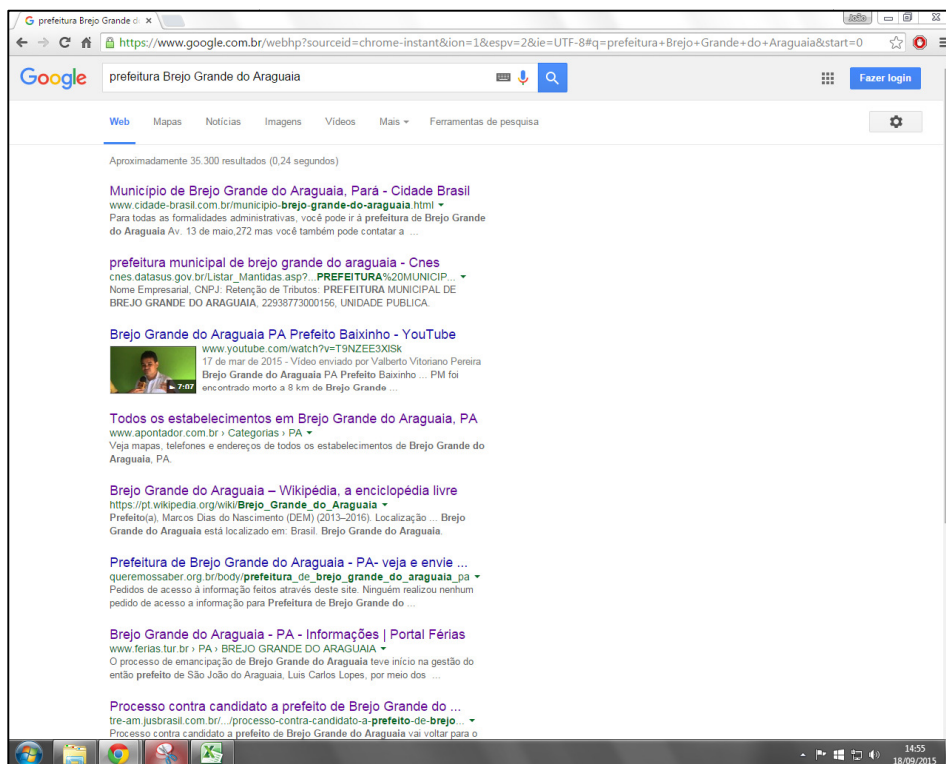 prefeitura Brejo Grande d
João
https://www.google.com.br/webhp?sourceid=chrome-instant&ion=1&espv=2&ie=UTF-8#q=prefeitura+Brejo+Grande+do+Araguaia&start=0
Google
prefeitura Brejo Grande do Araguaia
Fazer login
Web Mapas Notícias Imagens Vídeos Mais Ferramentas de pesquisa
Aproximadamente 35.300 resultados (0,24 segundos)
Município de Brejo Grande do Araguaia, Pará - Cidade Brasil
www.cidade-brasil.com.br/municipio-brejo-grande-do-araguaia.html
Para todas as formalidades administrativas, você pode ir á prefeitura de Brejo Grande
do Araguaia Av. 13 de maio,272 mas você também pode contatar a ...
prefeitura municipal de brejo grande do araguaia - Cnes
cnes.datasus.gov.br/Listar_Mantidas.asp?...PREFEITURA%20MUNICIP...
Nome Empresarial, CNPJ: Retenção de Tributos: PREFEITURA MUNICIPAL DE
BREJO GRANDE DO ARAGUAIA, 22938773000156, UNIDADE PUBLICA.
Brejo Grande do Araguaia PA Prefeito Baixinho - YouTube
www.youtube.com/watch?v=T9NZEE3XISk
17 de mar de 2015 - Vídeo enviado por Valberto Vitoriano Pereira
Brejo Grande do Araguaia PA Prefeito Baixinho ... PM foi
7:07
encontrado morto a 8 km de Brejo Grande ...
Todos os estabelecimentos em Brejo Grande do Araguaia, PA
www.apontador.com.br › Categorias › PA
Veja mapas, telefones e endereços de todos os estabelecimentos de Brejo Grande do
Araguaia, PA.
Brejo Grande do Araguaia – Wikipédia, a enciclopédia livre
https://pt.wikipedia.org/wiki/Brejo_Grande_do_Araguaia
Prefeito(a), Marcos Dias do Nascimento (DEM) (2013–2016). Localização ... Brejo
Grande do Araguaia está localizado em: Brasil. Brejo Grande do Araguaia.
Prefeitura de Brejo Grande do Araguaia - PA- veja e envie ...
queremossaber.org.br/body/prefeitura_de_brejo_grande_do_araguaia_pa
Pedidos de acesso à informação feitos através deste site. Ninguém realizou nenhum
pedido de acesso a informação para Prefeitura de Brejo Grande do ...
Brejo Grande do Araguaia - PA - Informações | Portal Férias
www.ferias.tur.br › PA › BREJO GRANDE DO ARAGUAIA
O processo de emancipação de Brejo Grande do Araguaia teve início na gestão do
então prefeito de São João do Araguaia, Luis Carlos Lopes, por meio dos ...
Processo contra candidato a prefeito de Brejo Grande do ...
tre-am.jusbrasil.com.br/.../processo-contra-candidato-a-prefeito-de-brejo...
Processo contra candidato a prefeito de Brejo Grande do Araguaia vai voltar para o
14:55
18/09/2015